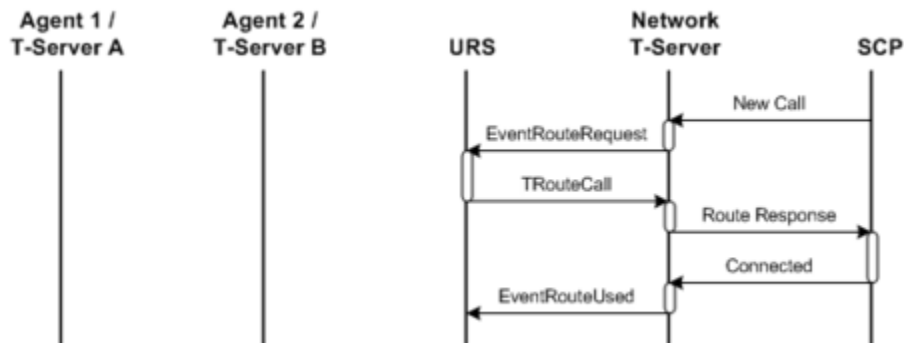 Agent 1 /
T-Server A
Agent 2 /
T-Server B
URS
Network
T-Server
SCP
New Call
EventRouteRequest
TRouteCall
Route Response
Connected
EventRouteUsed